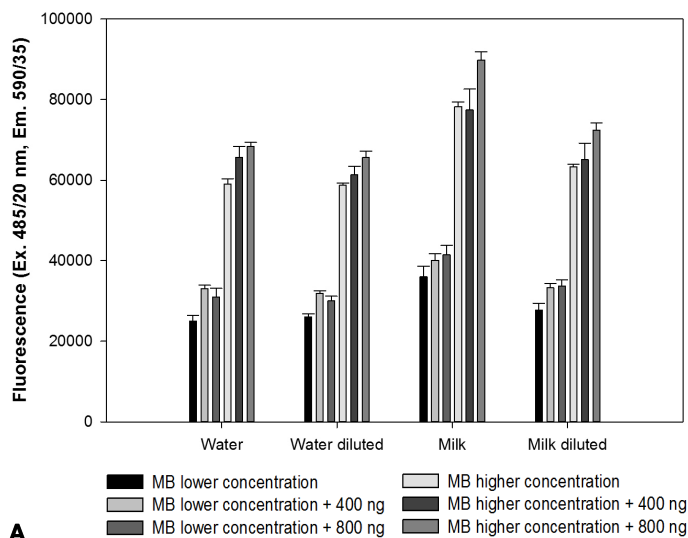 Fluorescence (Ex. 485/20 nm, Em. 590/35)
100000
80000
60000
40000
20000
0
Water
Water diluted
Milk
Milk diluted
MB lower concentration
MB lower concentration + 400 ng
MB lower concentration + 800 ng
MB higher concentration
MB higher concentration + 400 ng
MB higher concentration + 800 ng
A